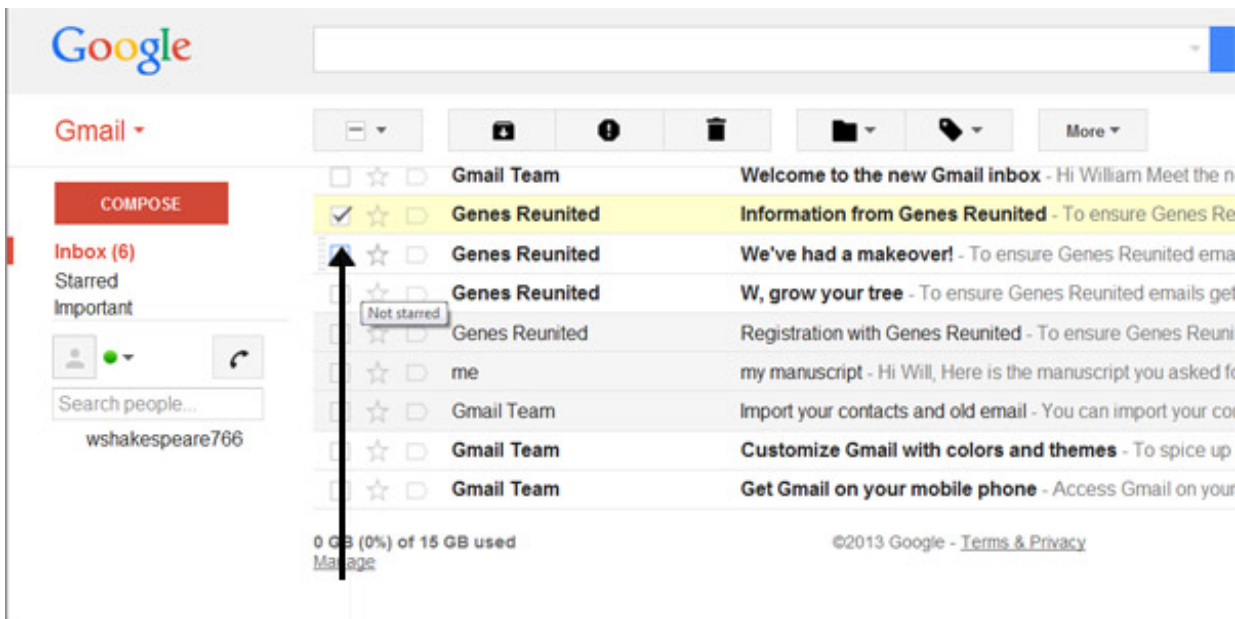 Google
Gmail
More
COMPOSE
Inbox (6)
Starred
Important
Search people...
wshakespeare766
Gmail Team Welcome to the new Gmail inbox - Hi William Meet the n
Genes Reunited Information from Genes Reunited - To ensure Genes Re
Genes Reunited We've had a makeover! - To ensure Genes Reunited ema
Genes Reunited W, grow your tree - To ensure Genes Reunited emails get
Not starred
Genes Reunited Registration with Genes Reunited - To ensure Genes Reuni
me my manuscript - Hi Will, Here is the manuscript you asked fo
Gmail Team Import your contacts and old email - You can import your co
Gmail Team Customize Gmail with colors and themes - To spice up
Gmail Team Get Gmail on your mobile phone - Access Gmail on your
0 GB (0%) of 15 GB used ©2013 Google - Terms & Privacy
Manage